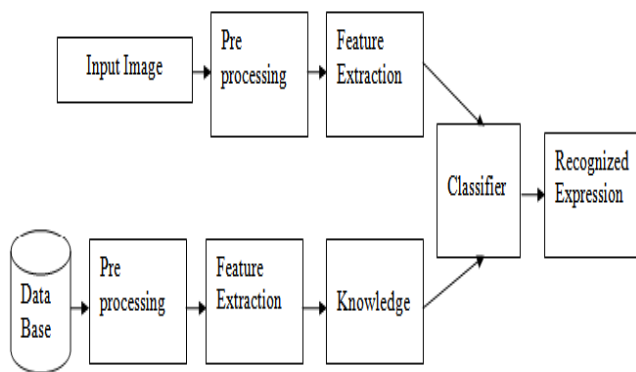 Input Image
Pre
processing
Feature
Extraction
Classifier
Recognized
Expression
Data
Base
Pre
processing
Feature
Extraction
Knowledge